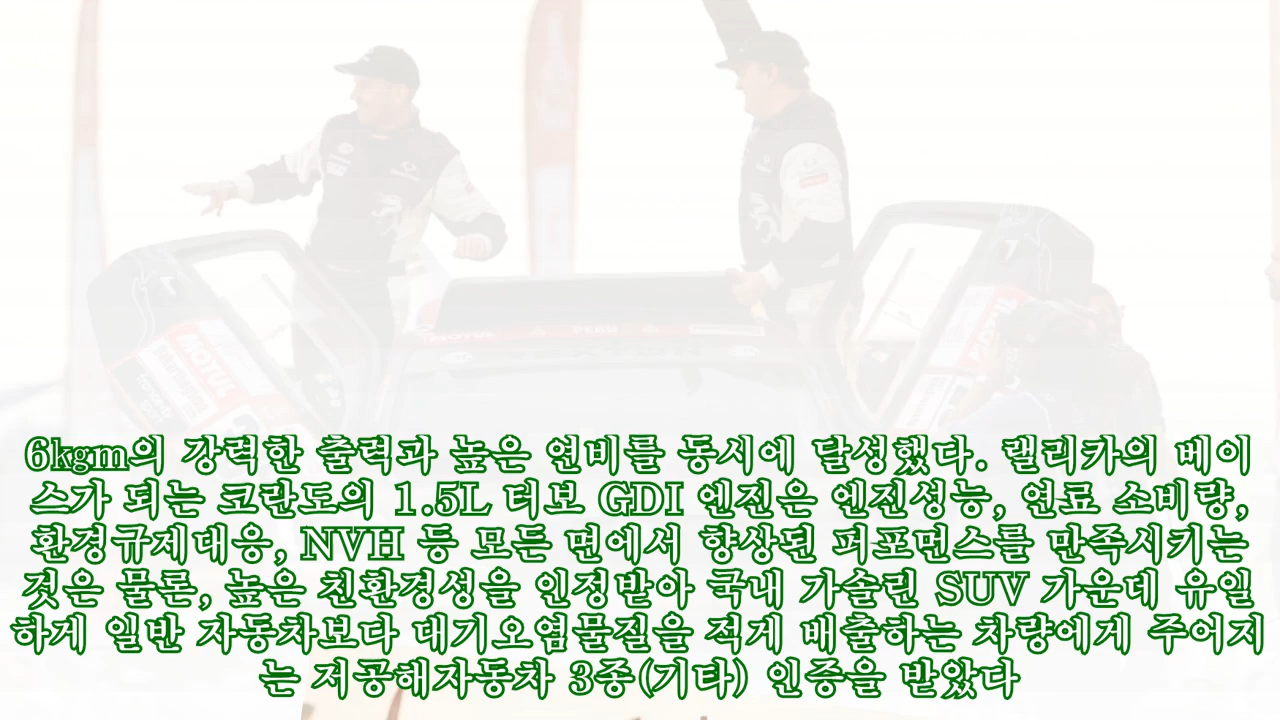 6kgm의 강력한 출력과 높은 연비를 동시에 달성했다. 랠리카의 베이
스가 되는 코란도의 1.5L 터보 GDI 엔진은 엔진성능, 연료 소비량,
환경규제대응, NVH 등 모든 면에서 향상된 퍼포먼스를 만족시키는
것은 물론, 높은 친환경성을 인정받아 국내 가솔린 SUV 가운데 유일
하게 일반 자동차보다 대기오염물질을 적게 배출하는 차량에게 주어지
는 저공해자동차 3종(기타) 인증을 받았다
MOTUL
MOTUL